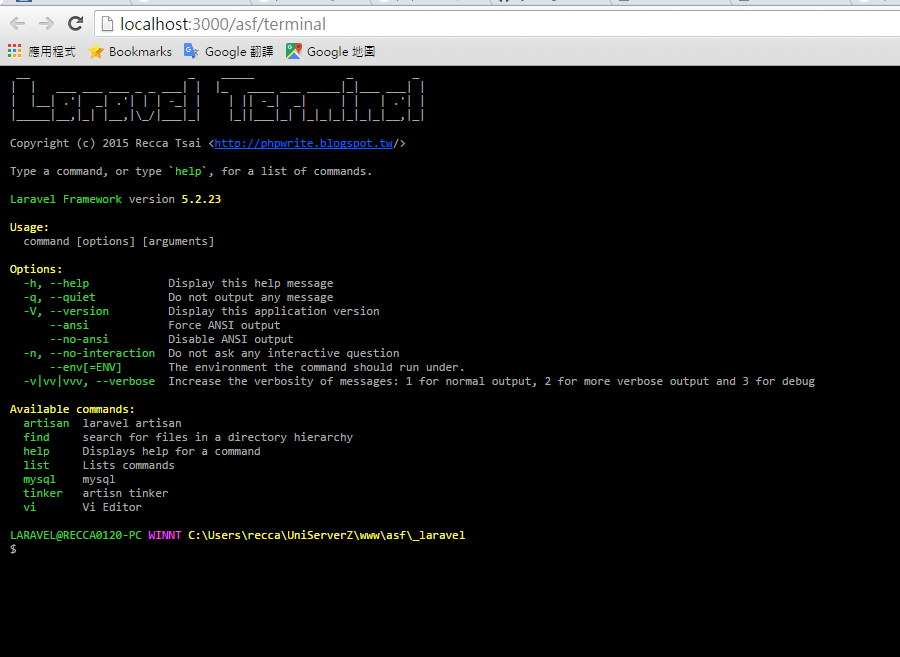 localhost:3000/asf/terminal
應用程式 Bookmarks Google 翻譯 Google 地圖
Laravel Terminal
Copyright (c) 2015 Recca Tsai <http://phpwrite.blogspot.tw/>
Type a command, or type `help`, for a list of commands.
Laravel Framework version 5.2.23
Usage:
command [options] [arguments]
Options:
-h, --help Display this help message
-q, --quiet Do not output any message
-V, --version Display this application version
--ansi Force ANSI output
--no-ansi Disable ANSI output
-n, --no-interaction Do not ask any interactive question
--env[=ENV] The environment the command should run under.
-v|vv|vvv, --verbose Increase the verbosity of messages: 1 for normal output, 2 for more verbose output and 3 for debug
Available commands:
artisan laravel artisan
find search for files in a directory hierarchy
help Displays help for a command
list Lists commands
mysql mysql
tinker artisn tinker
vi Vi Editor
LARAVEL@RECCA0120-PC WINNT C:\Users\recca\UniServerZ\www\asf\_laravel
$